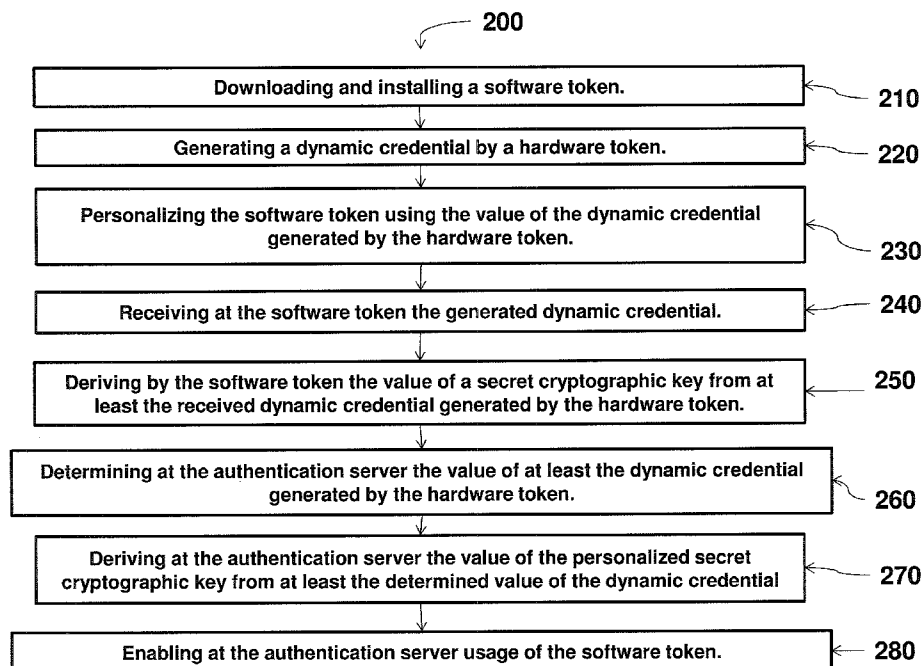 200
Downloading and installing a software token.
210
Generating a dynamic credential by a hardware token.
220
Personalizing the software token using the value of the dynamic credential
generated by the hardware token.
230
Receiving at the software token the generated dynamic credential.
240
Deriving by the software token the value of a secret cryptographic key from at
least the received dynamic credential generated by the hardware token.
250
Determining at the authentication server the value of at least the dynamic credential
generated by the hardware token.
260
Deriving at the authentication server the value of the personalized secret
cryptographic key from at least the determined value of the dynamic credential
270
Enabling at the authentication server usage of the software token.
280